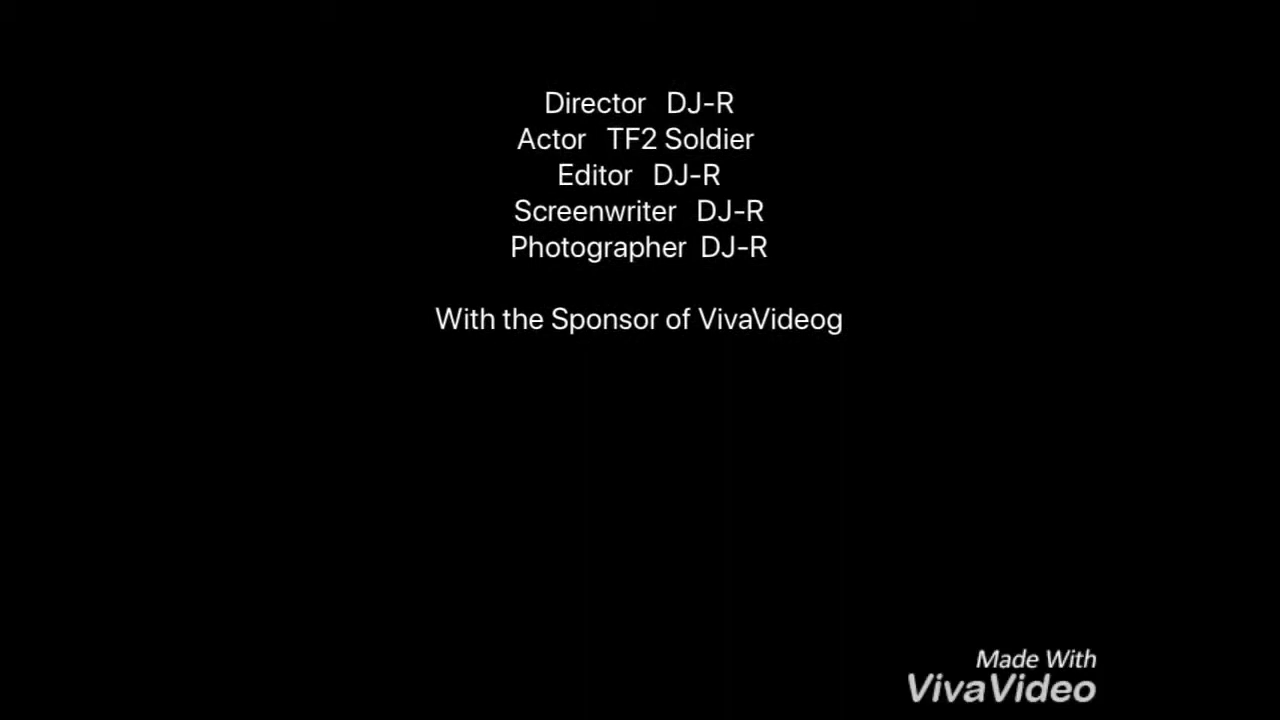 Director DJ-R
Actor TF2 Soldier
Editor DJ-R
Screenwriter DJ-R
Photographer DJ-R
With the Sponsor of VivaVideog
Made With
VivaVideo